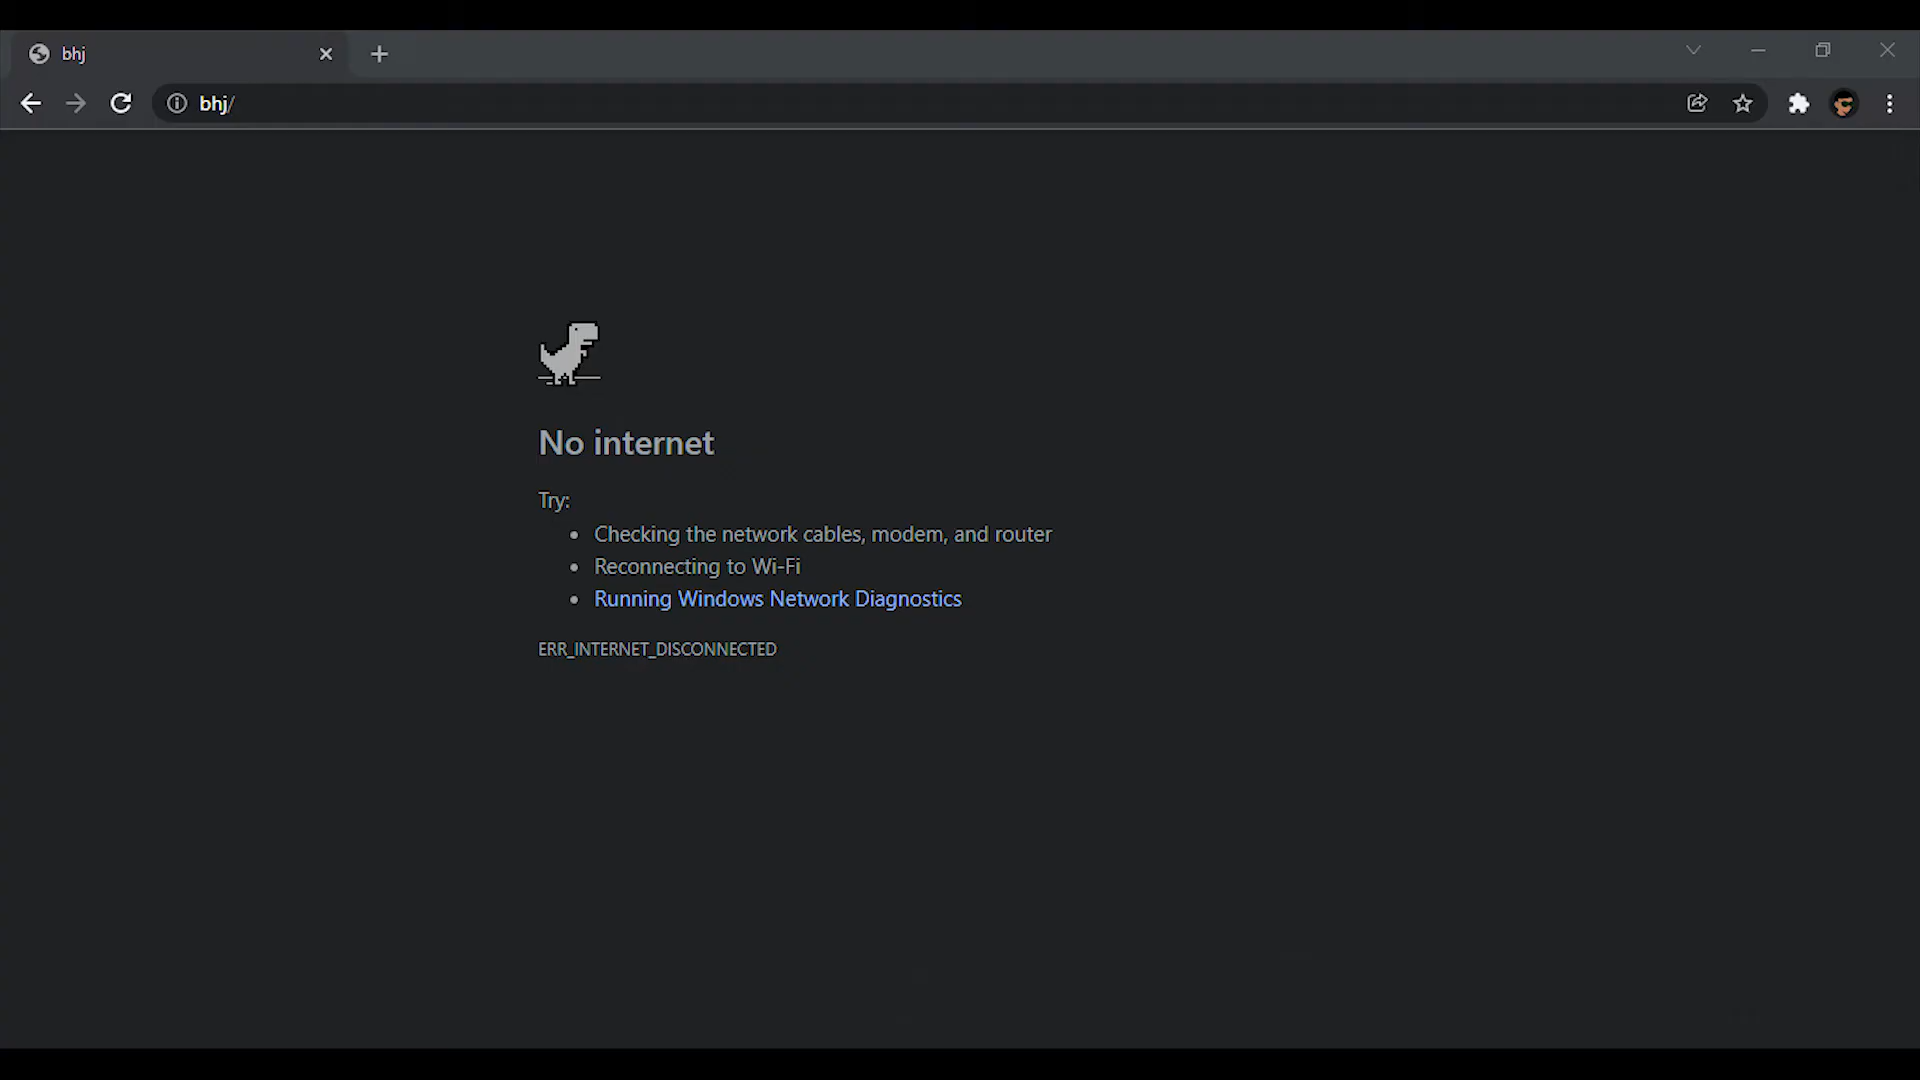 bhj
bhj/
No internet
Try:
Checking the network cables, modem, and router
Reconnecting to Wi-Fi
Running Windows Network Diagnostics
ERR_INTERNET_DISCONNECTED